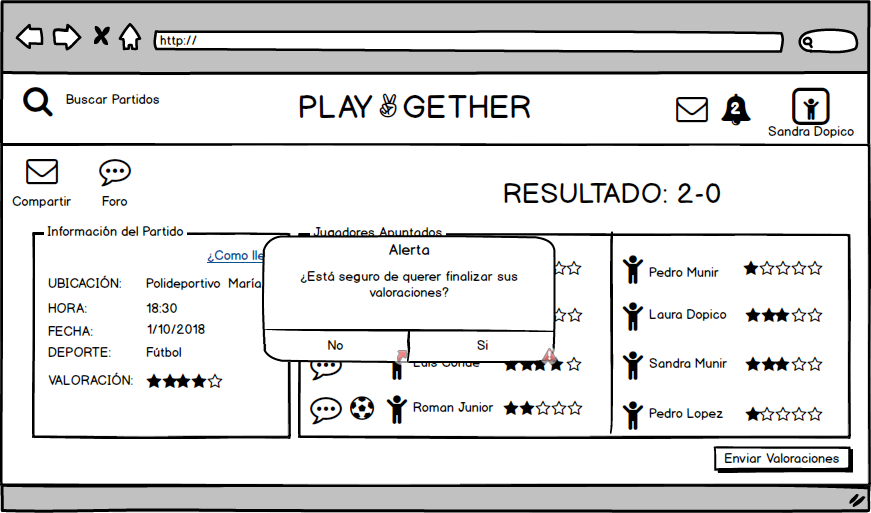 http://
Buscar Partidos
PLAY GETHER
2
Sandra Dopico
Compartir
Foro
RESULTADO: 2-0
Información del Partido
Jugadores Apuntados
¿Como lle
UBICACIÓN: Polideportivo María
HORA: 18:30
FECHA: 1/10/2018
DEPORTE: Fútbol
VALORACIÓN:
Alerta
¿Está seguro de querer finalizar sus
valoraciones?
No
Si
Luis Conde
Roman Junior
Pedro Munir
Laura Dopico
Sandra Munir
Pedro Lopez
Enviar Valoraciones